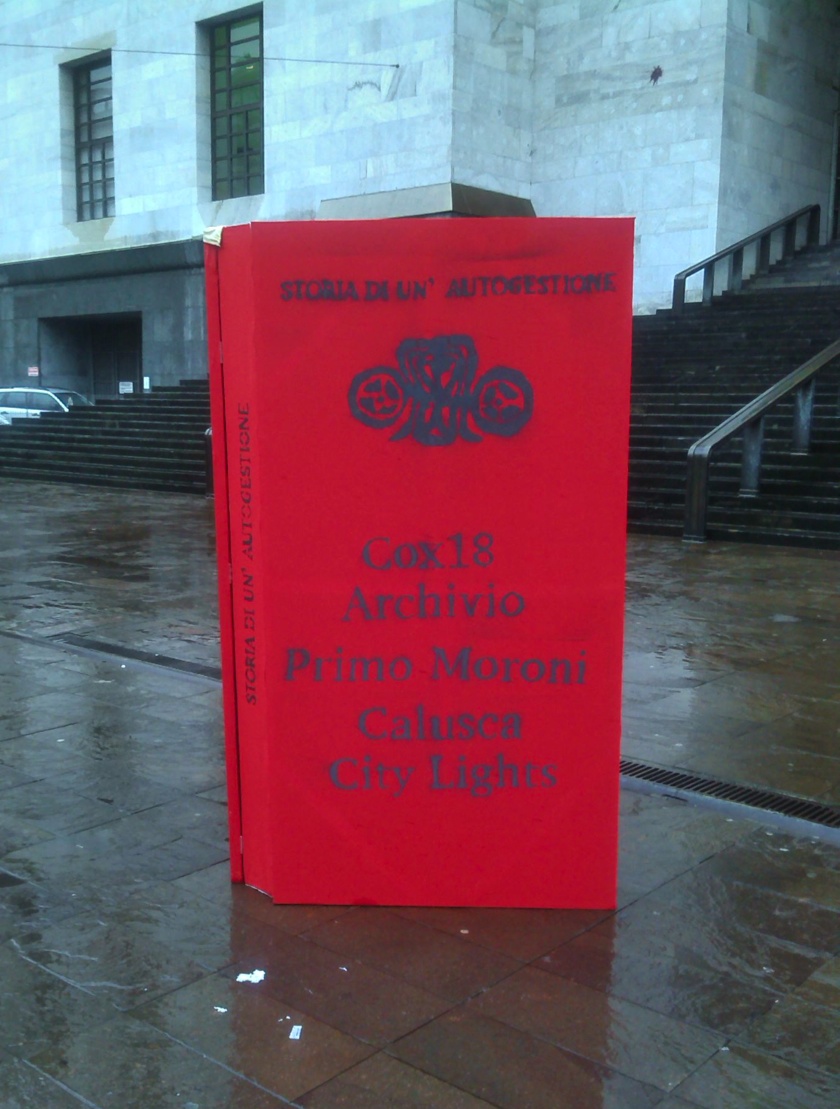 STORIA DI UN' AUTOGESTIONE
STORIA DI UN' AUTOGESTIONE
Cox18
Archivio
Primo Moroni
Calusca
City Lights